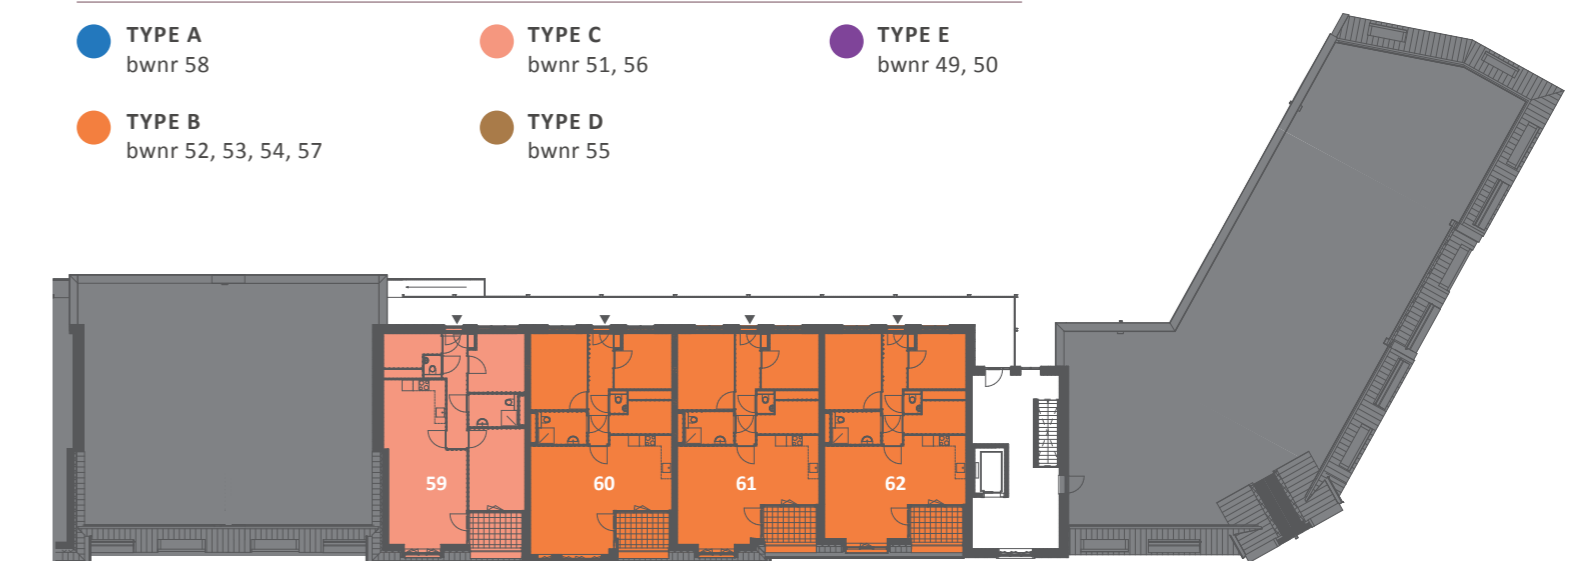 TYPE A
bwnr 58
TYPE C
bwnr 51, 56
TYPE E
bwnr 49, 50
TYPE B
bwnr 52, 53, 54, 57
TYPE D
bwnr 55
59
60
61
62